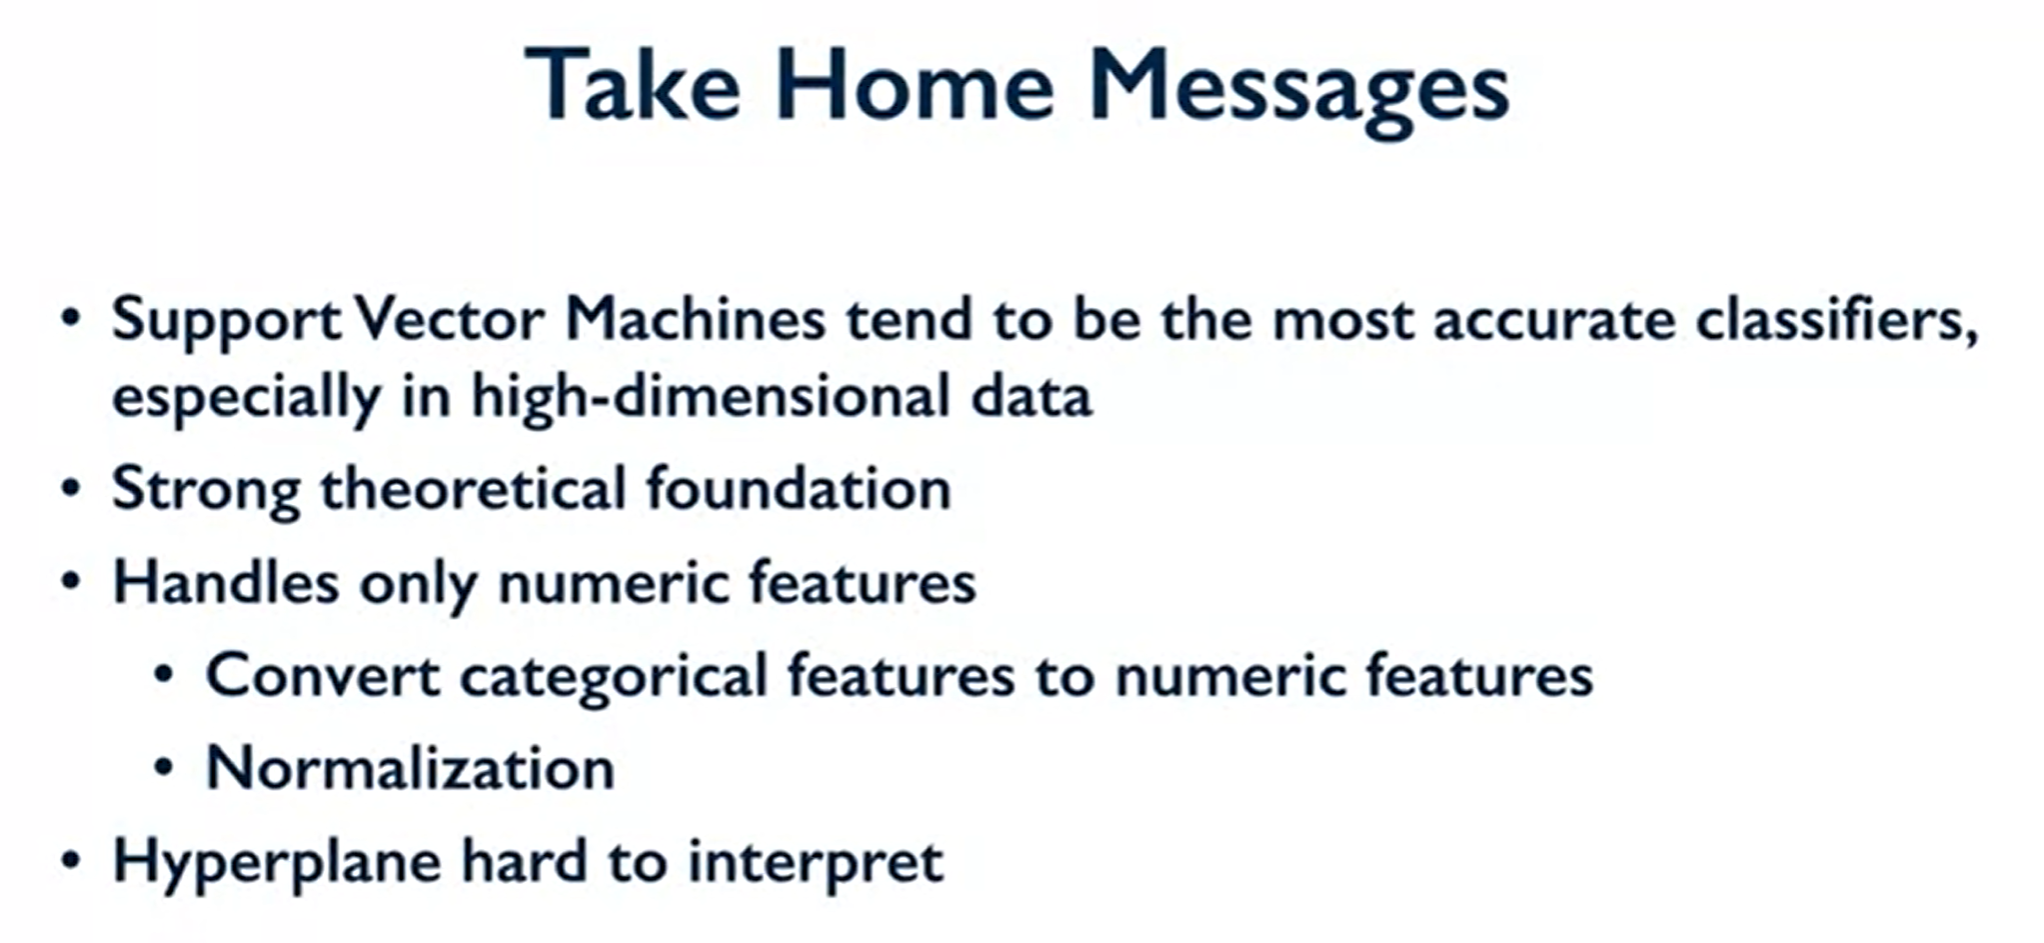 Take Home Messages
• Support Vector Machines tend to be the most accurate classifiers,
especially in high-dimensional data
• Strong theoretical foundation
• Handles only numeric features
• Convert categorical features to numeric features
• Normalization
• Hyperplane hard to interpret